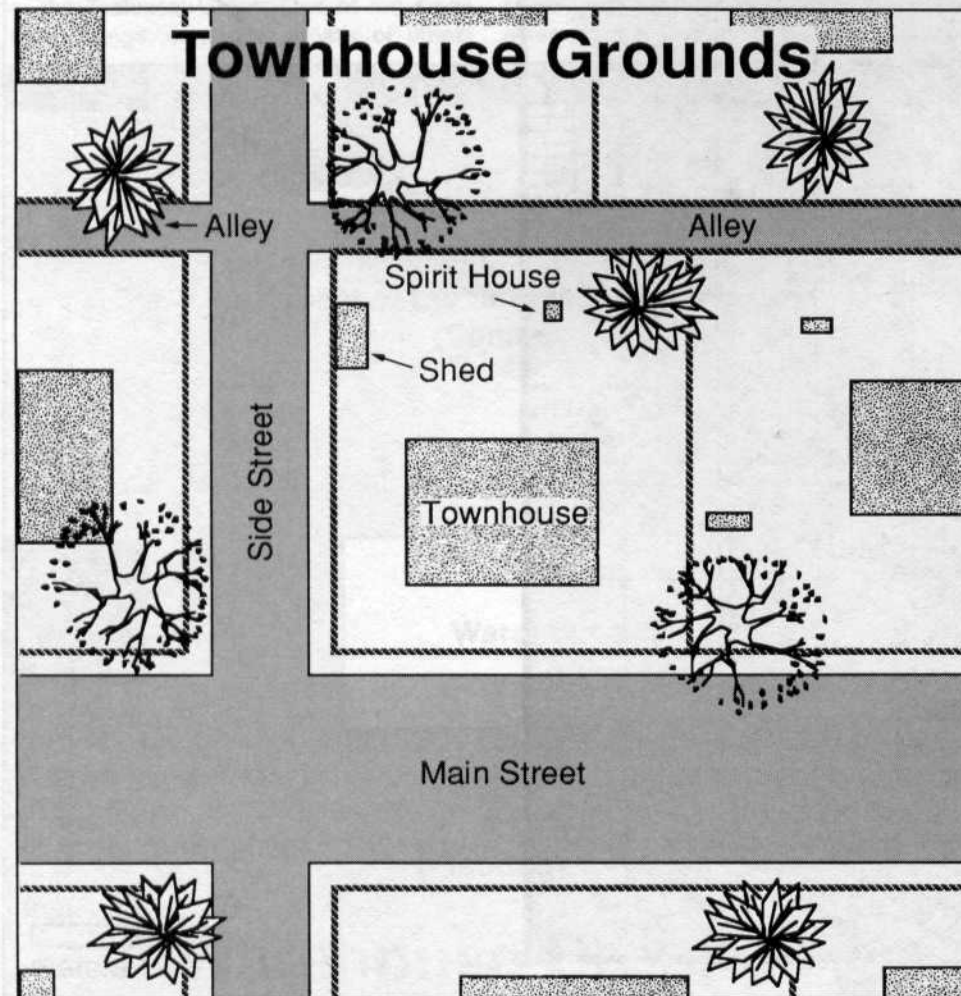 Townhouse Grounds
Alley
Alley
Spirit House
Shed
Side Street
Townhouse
Main Street